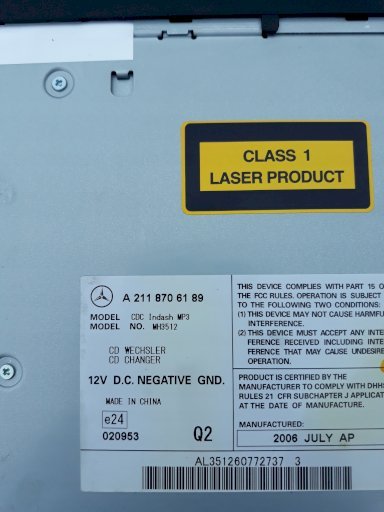 CLASS 1
LASER PRODUCT
A 211 870 61 89
MODEL CDC Indash MP3
MODEL NO. MH3512
CD WECHSLER
CD CHANGER
12V D.C. NEGATIVE GND.
MADE IN CHINA
e24
020953
Q2
THIS DEVICE COMPLIES WITH PART 15 O
THE FCC RULES. OPERATION IS SUBJECT
TO THE FOLLOWING TWO CONDITIONS:
(1) THIS DEVICE MAY NOT CAUSE HARMFU
INTERFERENCE.
(2) THIS DEVICE MUST ACCEPT ANY INTE
FERENCE RECEIVED INCLUDING INTE
FERENCE THAT MAY CAUSE UNDESIRE
OPERATION.
PRODUCT IS CERTIFIED BY THE
MANUFACTURER TO COMPLY WITH DHH
RULES 21 CFR SUBCHAPTER J APPLICAT
AT THE DATE OF MANUFACTURE.
MANUFACTURED:
2006 JULY AP
AL351260772737 3